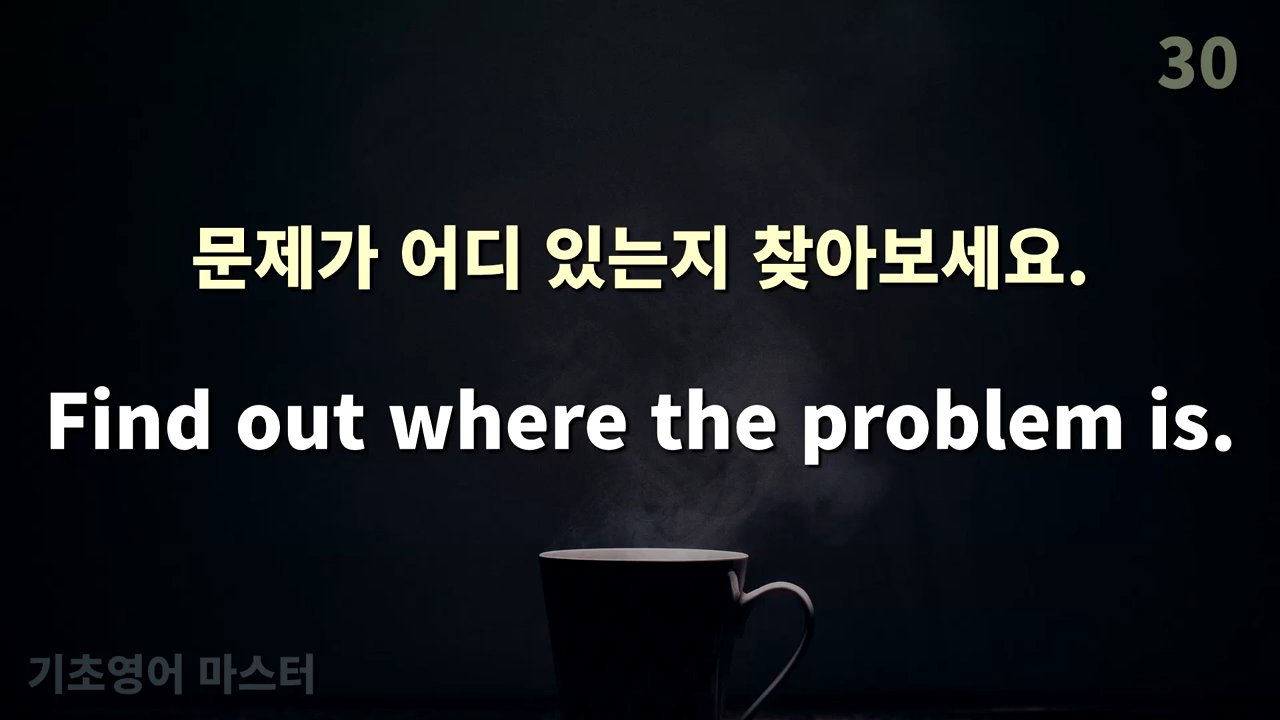 30
문제가 어디 있는지 찾아보세요.
Find out where the problem is.
기초영어 마스터